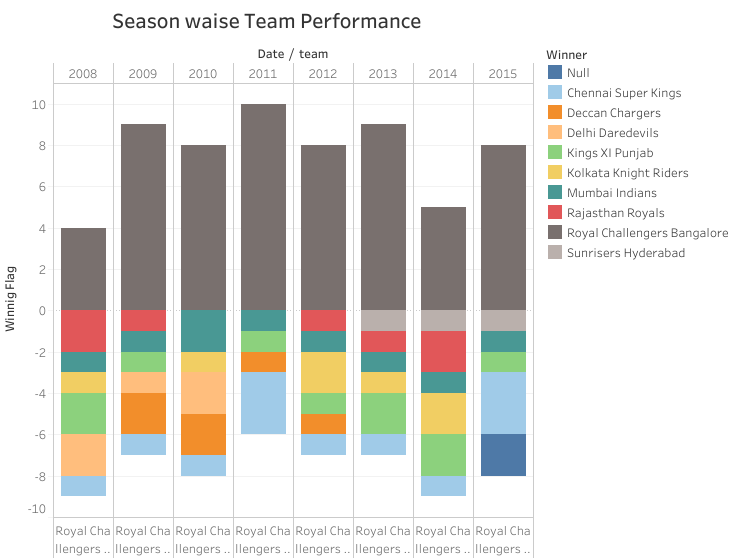 Season waise Team Performance
Date / team
Winner
2008 2009 2010 2011 2012 2013 2014 2015
Null
Chennai Super Kings
Deccan Chargers
Delhi Daredevils
Kings XI Punjab
Kolkata Knight Riders
Mumbai Indians
Rajasthan Royals
Royal Challengers Bangalore
Sunrisers Hyderabad
10
8
6
4
2
0
-2
-4
-6
-8
-10
Winnig Flag
Royal Cha Royal Cha Royal Cha Royal Cha Royal Cha Royal Cha Royal Cha Royal Cha
llengers .. llengers .. llengers .. llengers .. llengers .. llengers .. llengers .. llengers ..